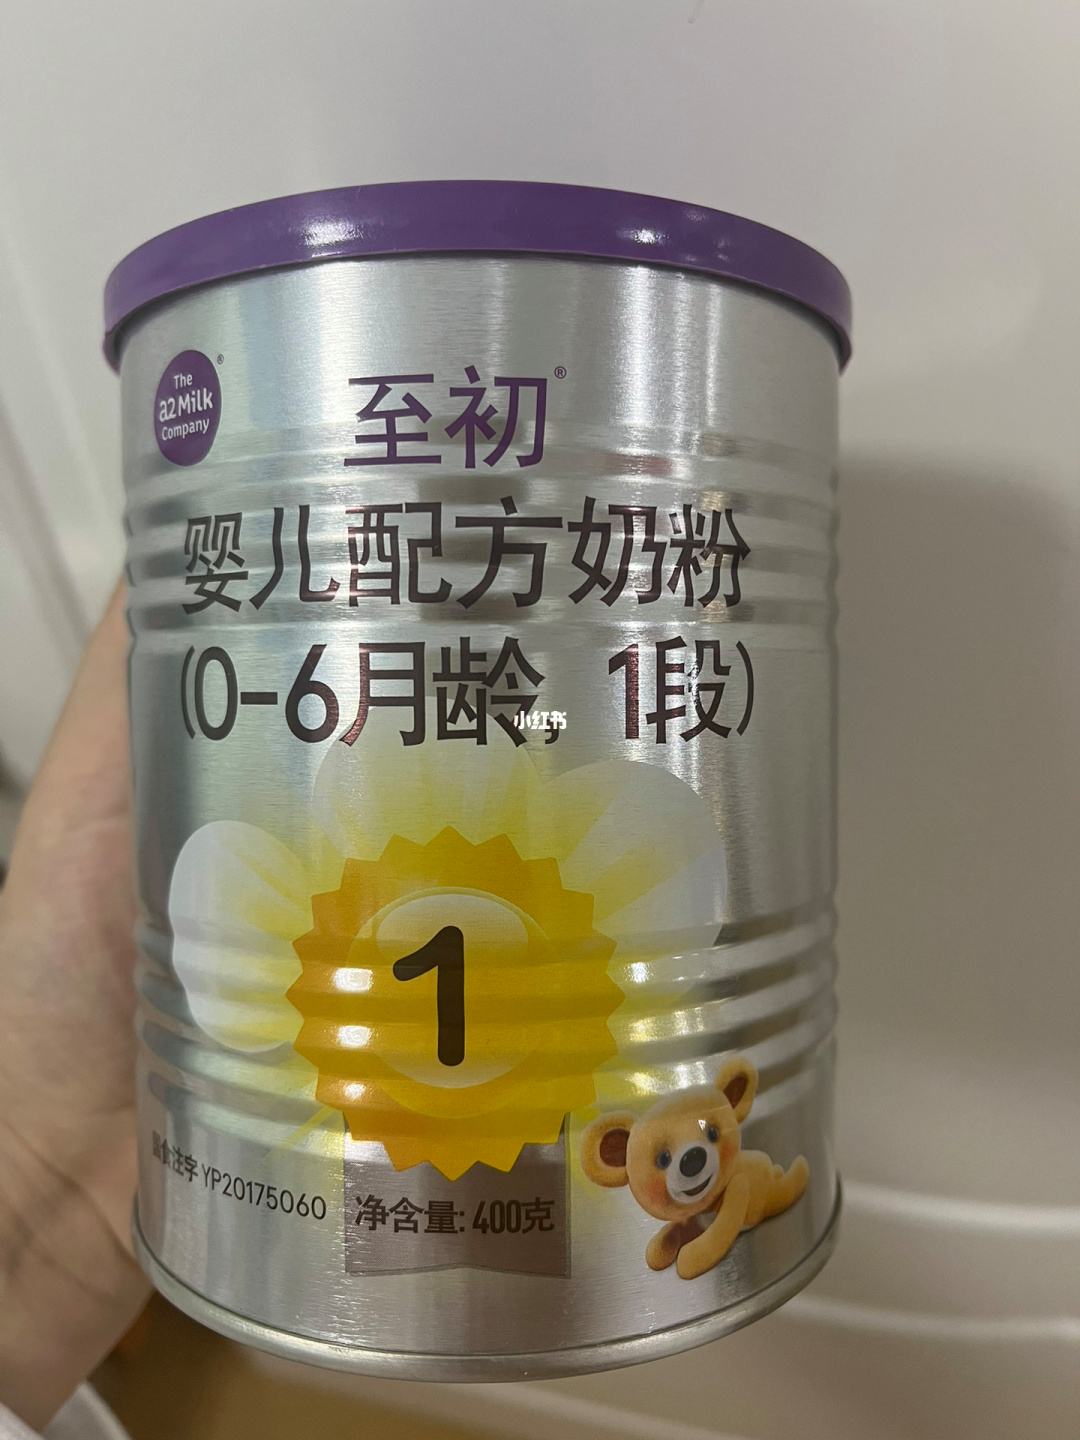 The
a2 Milk
Company
®
至初®
婴儿配方奶粉
(0-6月龄, 1段)
小红书
1
国食注字 YP20175060
净含量: 400克